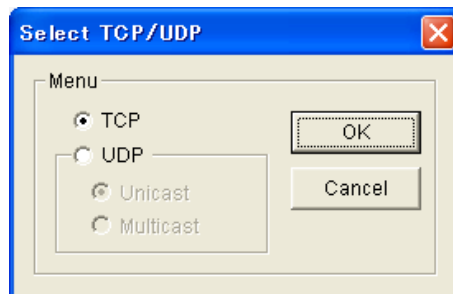 Select TCP/UDP
Menu
TCP
OK
UDP
Unicast
Cancel
Multicast